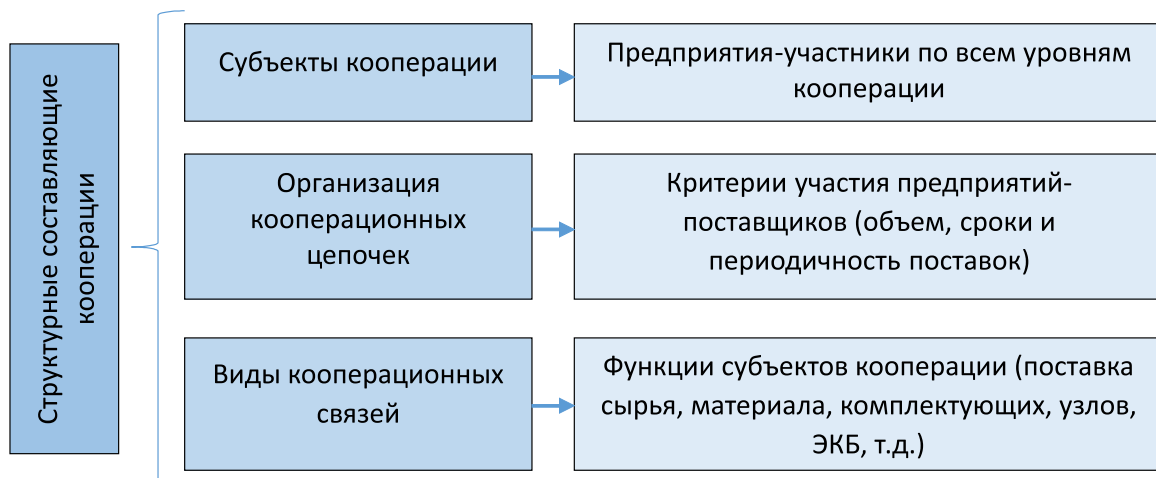 Структурные составляющие
кооперации
Субъекты кооперации
Предприятия-участники по всем уровням
кооперации
Организация
кооперационных
цепочек
Критерии участия предприятий-
поставщиков (объем, сроки и
периодичность поставок)
Виды кооперационных
связей
Функции субъектов кооперации (поставка
сырья, материала, комплектующих, узлов,
ЭКБ, т.д.)